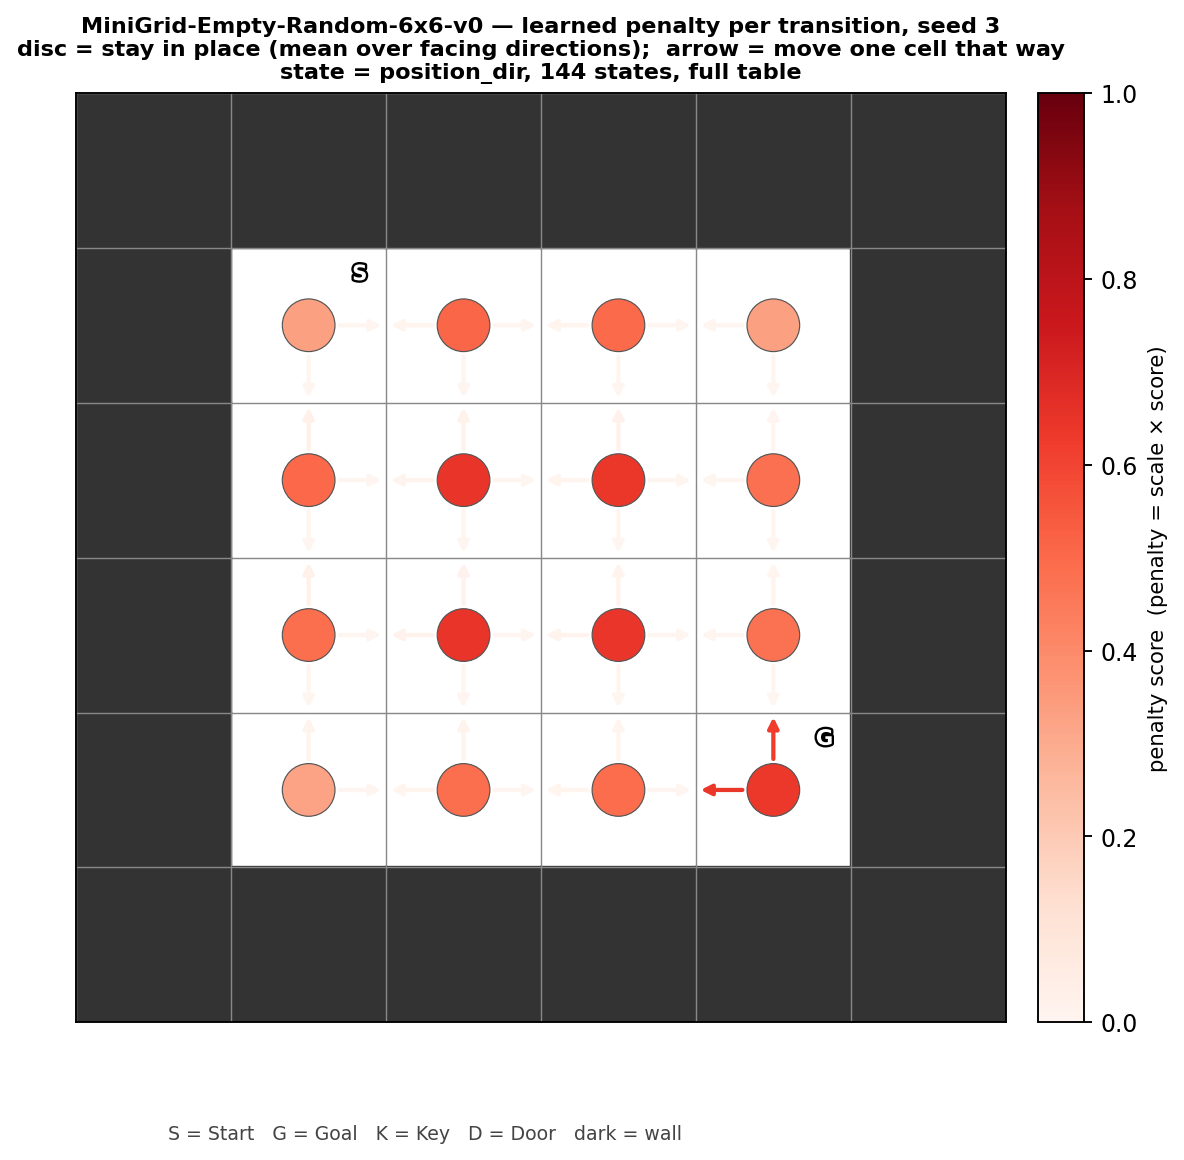 MiniGrid-Empty-Random-6x6-v0 — learned penalty per transition, seed 3
disc = stay in place (mean over facing directions);  arrow = move one cell that way
state = position_dir, 144 states, full table
S
G
1.0
0.8
0.6
0.4
0.2
0.0
penalty score  (penalty = scale × score)
S = Start   G = Goal   K = Key   D = Door   dark = wall